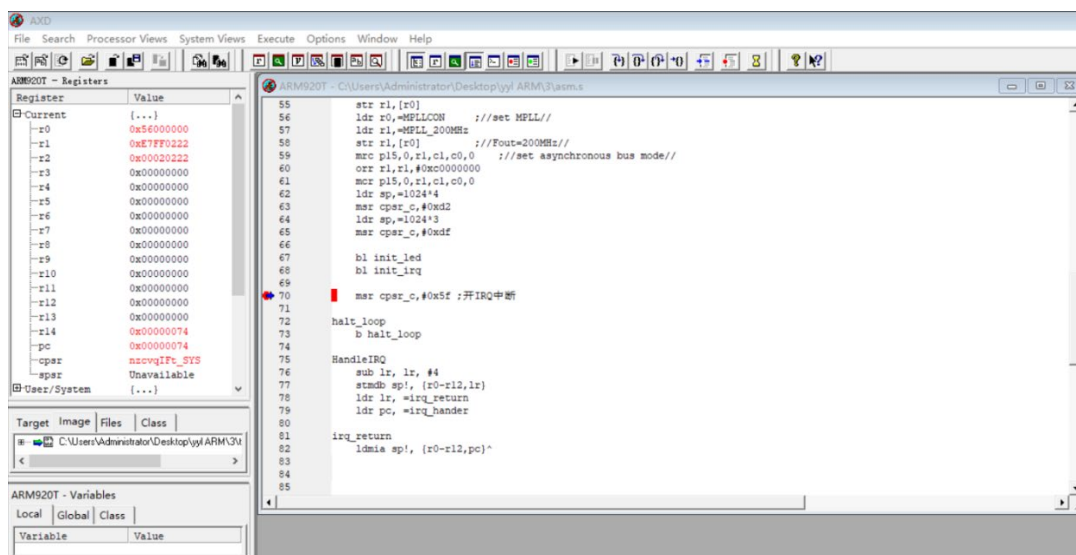 AXD
File Search Processor Views System Views Execute Options Window Help
ARM920T - Registers
Register Value
Current {...}
r0 0x56000000
r1 0xE7FF0222
r2 0x00020222
r3 0x00000000
r4 0x00000000
r5 0x00000000
r6 0x00000000
r7 0x00000000
r8 0x00000000
r9 0x00000000
r10 0x00000000
r11 0x00000000
r12 0x00000000
r13 0x00000000
r14 0x00000074
pc 0x00000074
cpsr nzcvqIFt_SYS
spsr Unavailable
User/System {...}
Target Image Files Class
C:\Users\Administrator\Desktop\yyl ARM\3\t
ARM920T - Variables
Local Global Class
Variable Value
ARM920T - C:\Users\Administrator\Desktop\yyl ARM\3\asm.s
55 str r1,[r0]
56 ldr r0,=MPLLCON ;//set MPLL//
57 ldr r1,=MPLL_200MHz
58 str r1,[r0] ;//Fout=200MHz//
59 mrc p15,0,r1,c1,c0,0 ;//set asynchronous bus mode//
60 orr r1,r1,#0xc0000000
61 mcr p15,0,r1,c1,c0,0
62 ldr sp,=1024*4
63 msr cpsr_c,#0xd2
64 ldr sp,=1024*3
65 msr cpsr_c,#0xdf
66
67 bl init_led
68 bl init_irq
69
70 msr cpsr_c,#0x5f ;开IRQ中断
71
72 halt_loop
73 b halt_loop
74
75 HandleIRQ
76 sub lr, lr, #4
77 stmdb sp!, {r0-r12,lr}
78 ldr lr, =irq_return
79 ldr pc, =irq_hander
80
81 irq_return
82 ldmia sp!, {r0-r12,pc}^
83
84
85